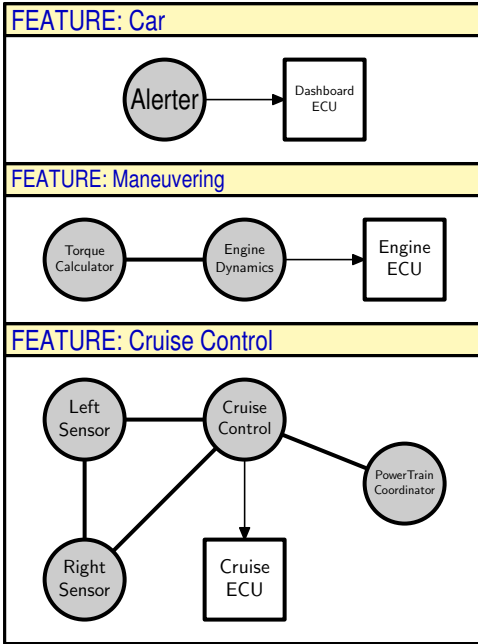 FEATURE: Car
Alerter
Dashboard
ECU
FEATURE: Maneuvering
Torque
Calculator
Engine
Dynamics
Engine
ECU
FEATURE: Cruise Control
Left
Sensor
Cruise
Control
PowerTrain
Coordinator
Right
Sensor
Cruise
ECU